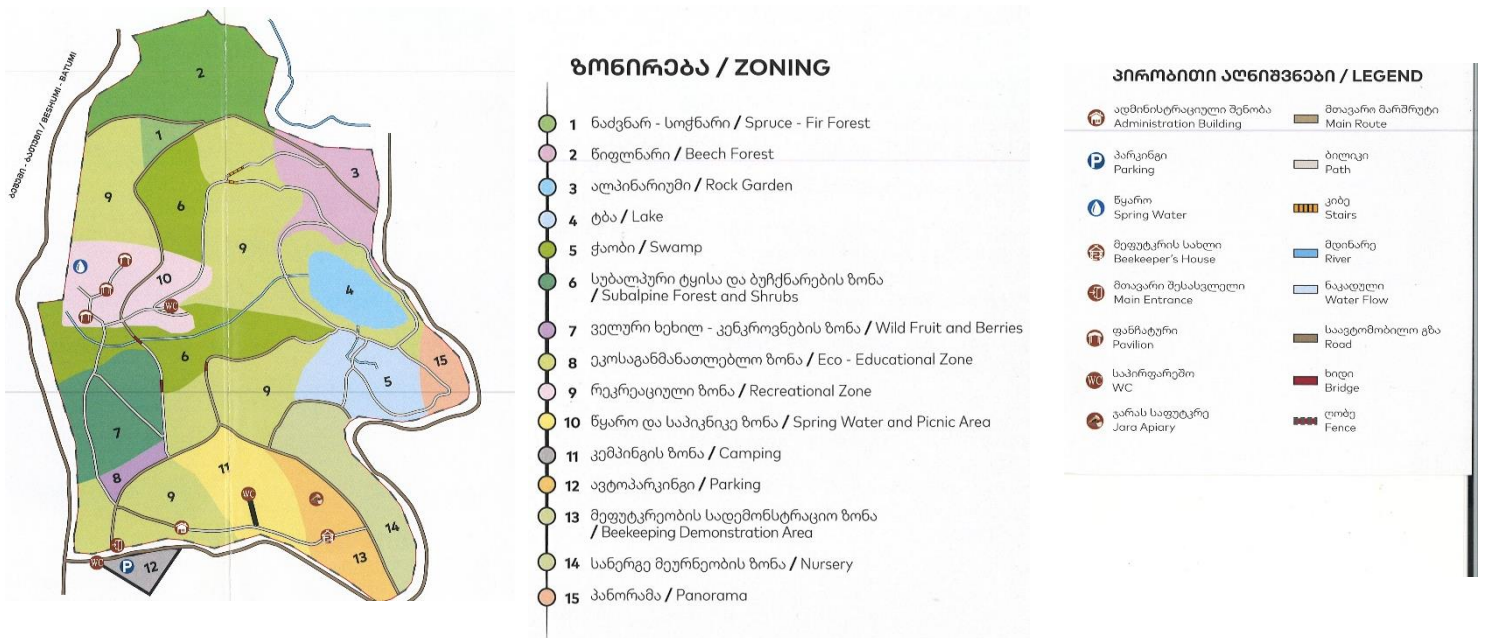 ბეშუმი - ბათუმი / BESHUMI - BATUMI
2
1
3
9
6
9
10
WC
4
6
15
5
9
7
8
11
9
WC
14
13
WC
P
12
ზონირება / ZONING
1 ნაძვნარ - სოჭნარი / Spruce - Fir Forest
2 წიფლნარი / Beech Forest
3 ალპინარიუმი / Rock Garden
4 ტბა / Lake
5 ჭაობი / Swamp
6 სუბალპური ტყისა და ბუჩქნარების ზონა
/ Subalpine Forest and Shrubs
7 ველური ხეხილ - კენკროვნების ზონა / Wild Fruit and Berries
8 ეკოსაგანმანათლებლო ზონა / Eco - Educational Zone
9 რეკრეაციული ზონა / Recreational Zone
10 წყარო და საპიკნიკე ზონა / Spring Water and Picnic Area
11 კემპინგის ზონა / Camping
12 ავტოპარკინგი / Parking
13 მეფუტკრეობის სადემონსტრაციო ზონა
/ Beekeeping Demonstration Area
14 სანერგე მეურნეობის ზონა / Nursery
15 პანორამა / Panorama
პირობითი აღნიშვნები / LEGEND
ადმინისტრაციული შენობა
Administration Building
P პარკინგი
Parking
წყარო
Spring Water
მეფუტკრის სახლი
Beekeeper's House
მთავარი შესასვლელი
Main Entrance
ფანჩატური
Pavilion
WC საპირფარეშო
WC
ჯარას საფუტკრე
Jara Apiary
მთავარი მარშრუტი
Main Route
ბილიკი
Path
კიბე
Stairs
მდინარე
River
ნაკადული
Water Flow
საავტომობილო გზა
Road
ხიდი
Bridge
ღობე
Fence